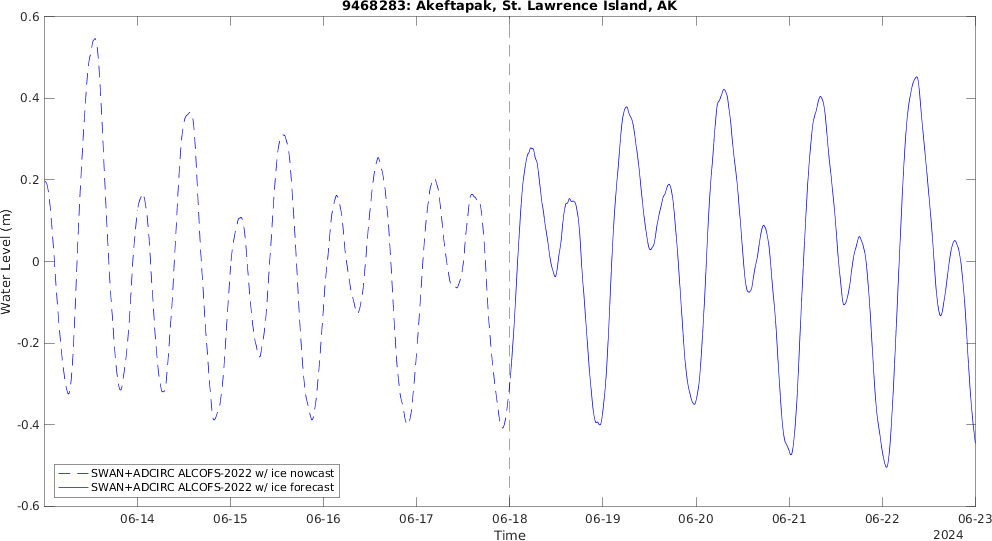 9468283: Akeftapak, St. Lawrence Island, AK
0.6
0.4
0.2
0
-0.2
-0.4
-0.6
Water Level (m)
SWAN+ADCIRC ALCOFS-2022 w/ ice nowcast
SWAN+ADCIRC ALCOFS-2022 w/ ice forecast
06-14 06-15 06-16 06-17 06-18 06-19 06-20 06-21 06-22 06-23
Time
2024